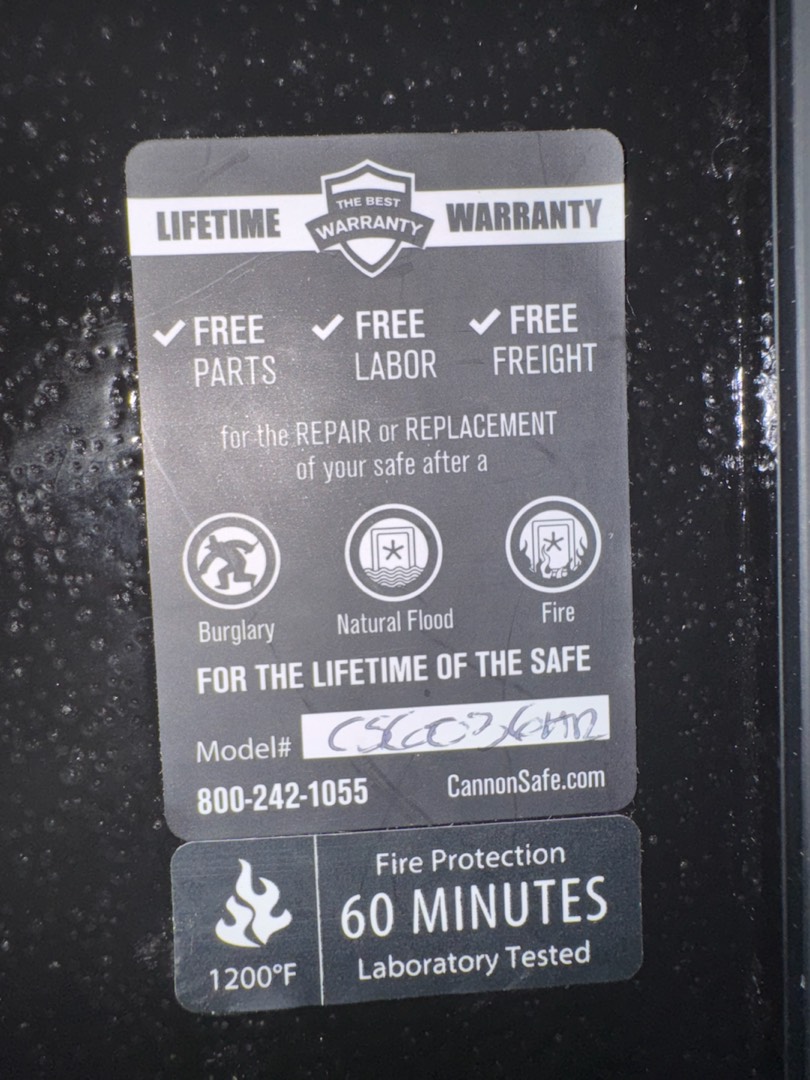 THE BEST
LIFETIME WARRANTY WARRANTY
FREE FREE FREE
PARTS LABOR FREIGHT
for the REPAIR or REPLACEMENT
of your safe after a
Burglary Natural Flood Fire
FOR THE LIFETIME OF THE SAFE
Model#
800-242-1055 CannonSafe.com
Fire Protection
60 MINUTES
1200°F Laboratory Tested